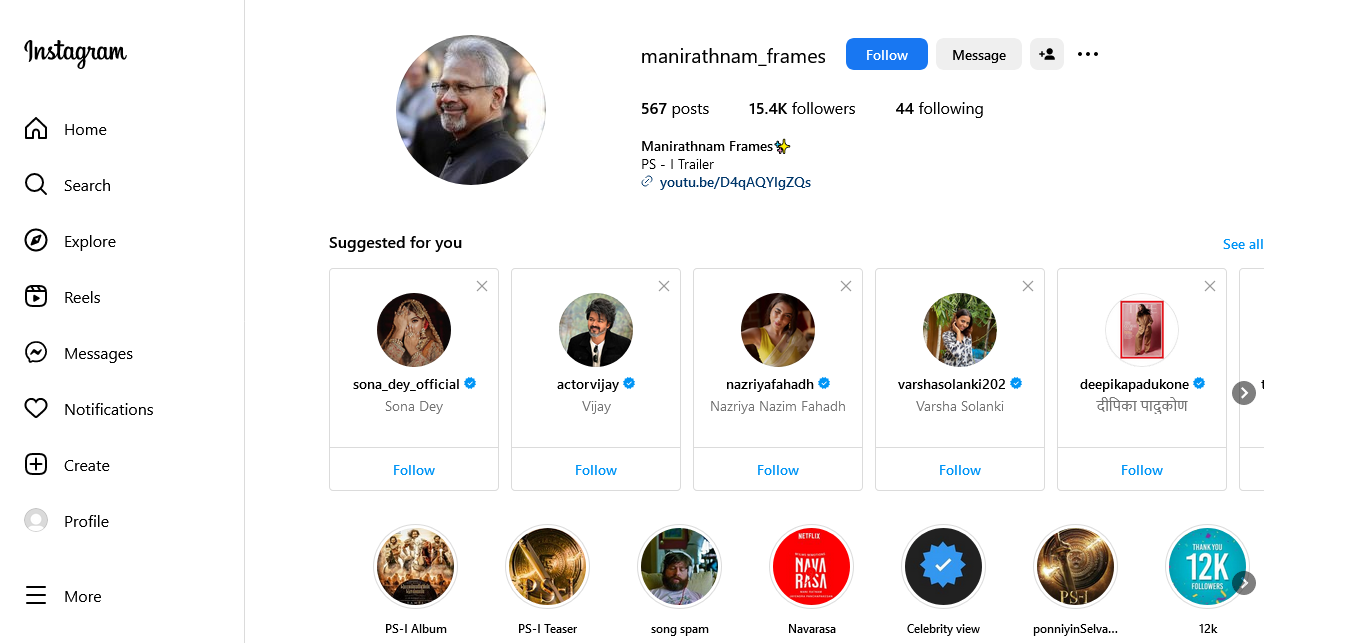 Instagram
Home
Search
Explore
Reels
Messages
Notifications
Create
Profile
More
manirathnam_frames Follow Message
567 posts 15.4K followers 44 following
Manirathnam Frames✨
PS - I Trailer
youtu.be/D4qAQYIgZQs
Suggested for you See all
sona_dey_official
Sona Dey
Follow
actorvijay
Vijay
Follow
nazriyafahadh
Nazriya Nazim Fahadh
Follow
varshasolanki202
Varsha Solanki
Follow
deepikapadukone
दीपिका पादुकोण
Follow
PS-I
NETFLIX
NAVA
RASA
PS-I
THANK YOU
12K
FOLLOWERS
PS-I Album
PS-I Teaser
song spam
Navarasa
Celebrity view
ponniyinSelva...
12k